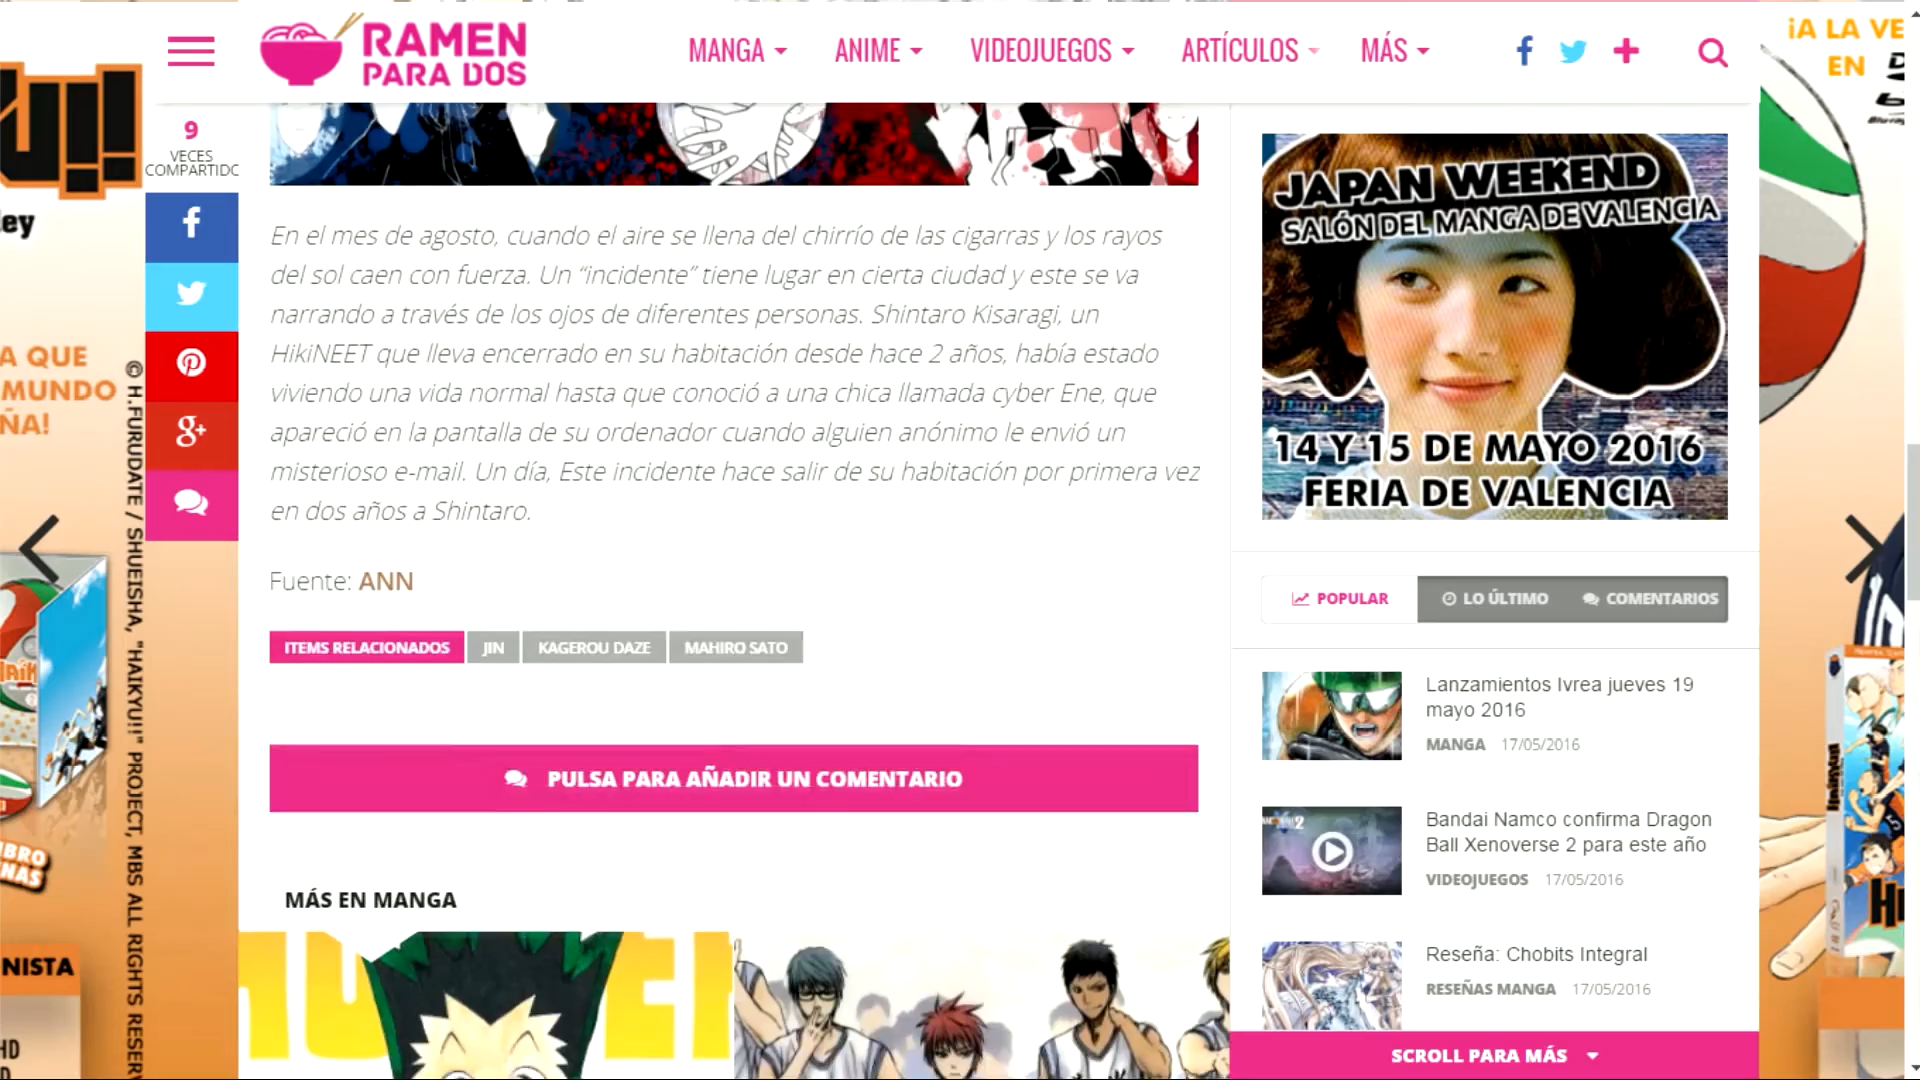 RAMEN
PARA DOS
MANGA
ANIME
VIDEOJUEGOS
ARTÍCULOS
MÁS
9
VECES
COMPARTIDO
En el mes de agosto, cuando el aire se llena del chirrío de las cigarras y los rayos
del sol caen con fuerza. Un “incidente” tiene lugar en cierta ciudad y este se va
narrando a través de los ojos de diferentes personas. Shintaro Kisaragi, un
HikiNEET que lleva encerrado en su habitación desde hace 2 años, había estado
viviendo una vida normal hasta que conoció a una chica llamada cyber Ene, que
apareció en la pantalla de su ordenador cuando alguien anónimo le envió un
misterioso e-mail. Un día, Este incidente hace salir de su habitación por primera vez
en dos años a Shintaro.
Fuente: ANN
ITEMS RELACIONADOS
JIN
KAGEROU DAZE
MAHIRO SATO
PULSA PARA AÑADIR UN COMENTARIO
MÁS EN MANGA
JAPAN WEEKEND
SALÓN DEL MANGA DE VALENCIA
14 Y 15 DE MAYO 2016
FERIA DE VALENCIA
POPULAR
LO ÚLTIMO
COMENTARIOS
Lanzamientos Ivrea jueves 19
mayo 2016
MANGA 17/05/2016
Bandai Namco confirma Dragon
Ball Xenoverse 2 para este año
VIDEOJUEGOS 17/05/2016
Reseña: Chobits Integral
RESEÑAS MANGA 17/05/2016
SCROLL PARA MÁS
A QUE
MUNDO
ÑA!
© H.FURUDATE / SHUEISHA, "HAIKYU!!" PROJECT, MBS ALL RIGHTS RESERV
NISTA
HD
¡A LA VE
EN